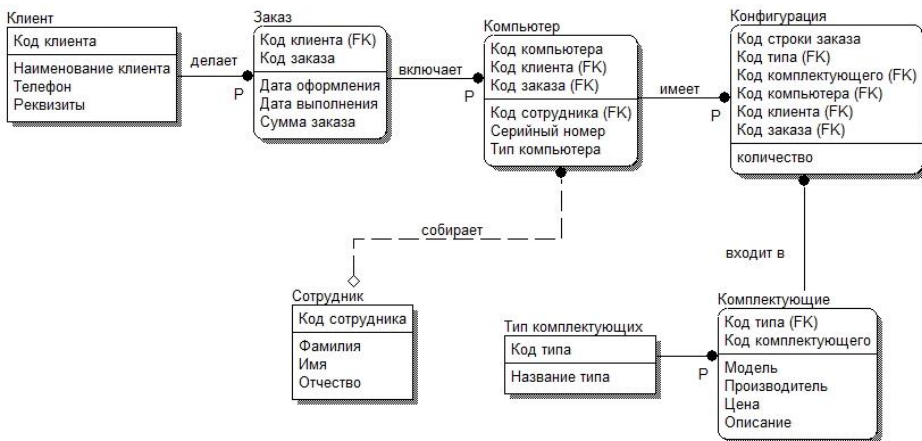 Клиент
Код клиента
Наименование клиента
Телефон
Реквизиты
делает
P
Заказ
Код клиента (FK)
Код заказа
Дата оформления
Дата выполнения
Сумма заказа
включает
P
Компьютер
Код компьютера
Код клиента (FK)
Код заказа (FK)
Код сотрудника (FK)
Серийный номер
Тип компьютера
имеет
P
Конфигурация
Код строки заказа
Код типа (FK)
Код комплектующего (FK)
Код компьютера (FK)
Код клиента (FK)
Код заказа (FK)
количество
собирает
входит в
Сотрудник
Код сотрудника
Фамилия
Имя
Отчество
Тип комплектующих
Код типа
Название типа
P
Комплектующие
Код типа (FK)
Код комплектующего
Модель
Производитель
Цена
Описание